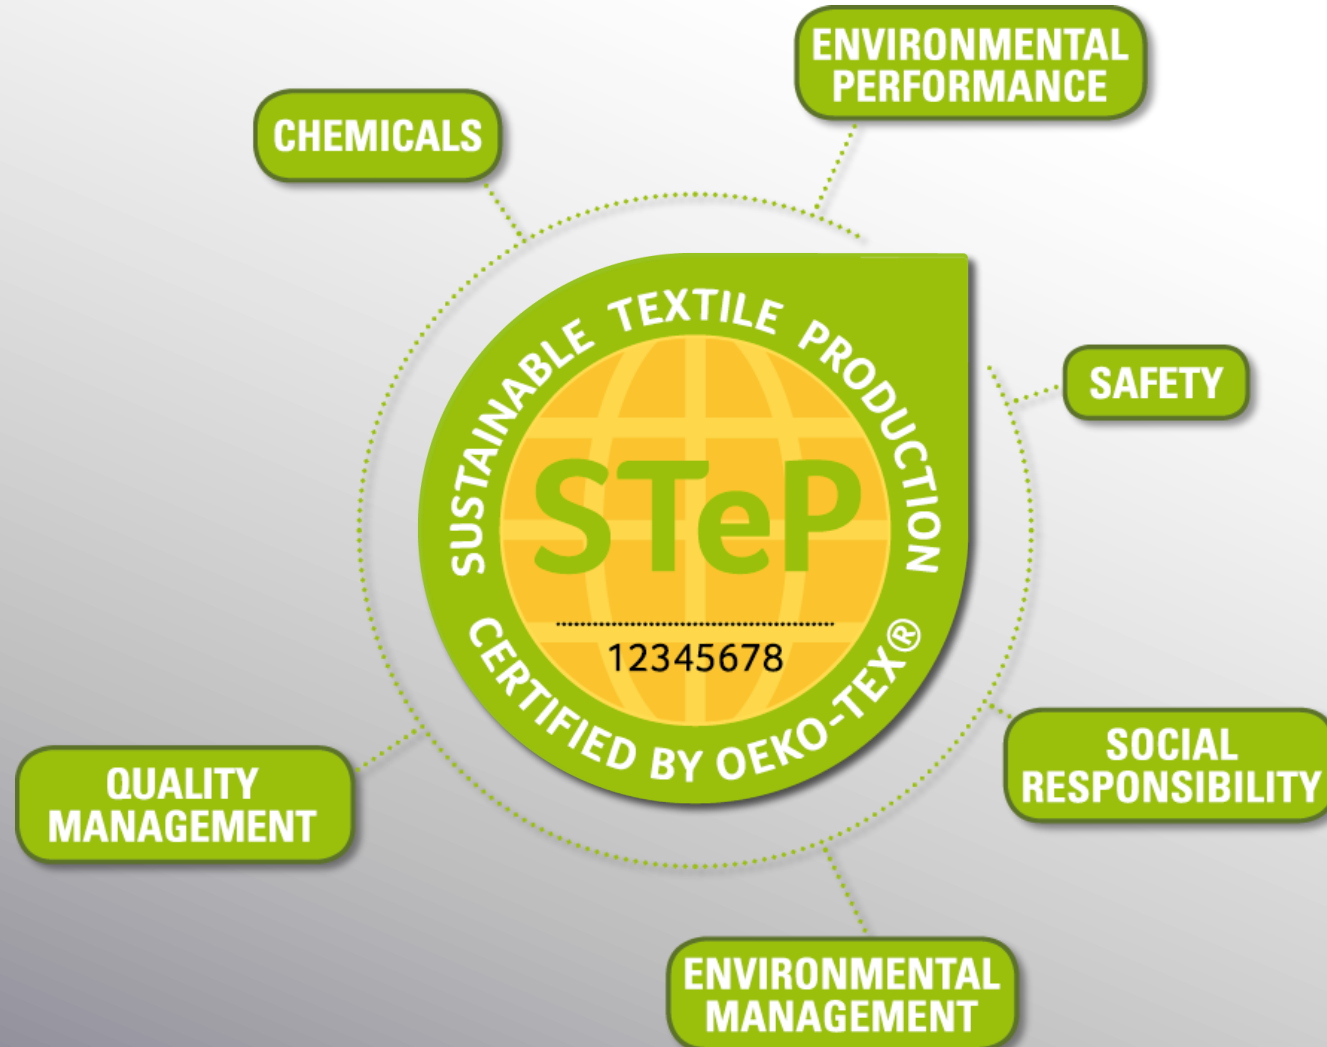 ENVIRONMENTAL
PERFORMANCE
CHEMICALS
SAFETY
SUSTAINABLE TEXTILE PRODUCTION
STeP
12345678
CERTIFIED BY OEKO-TEX®
SOCIAL
RESPONSIBILITY
QUALITY
MANAGEMENT
ENVIRONMENTAL
MANAGEMENT